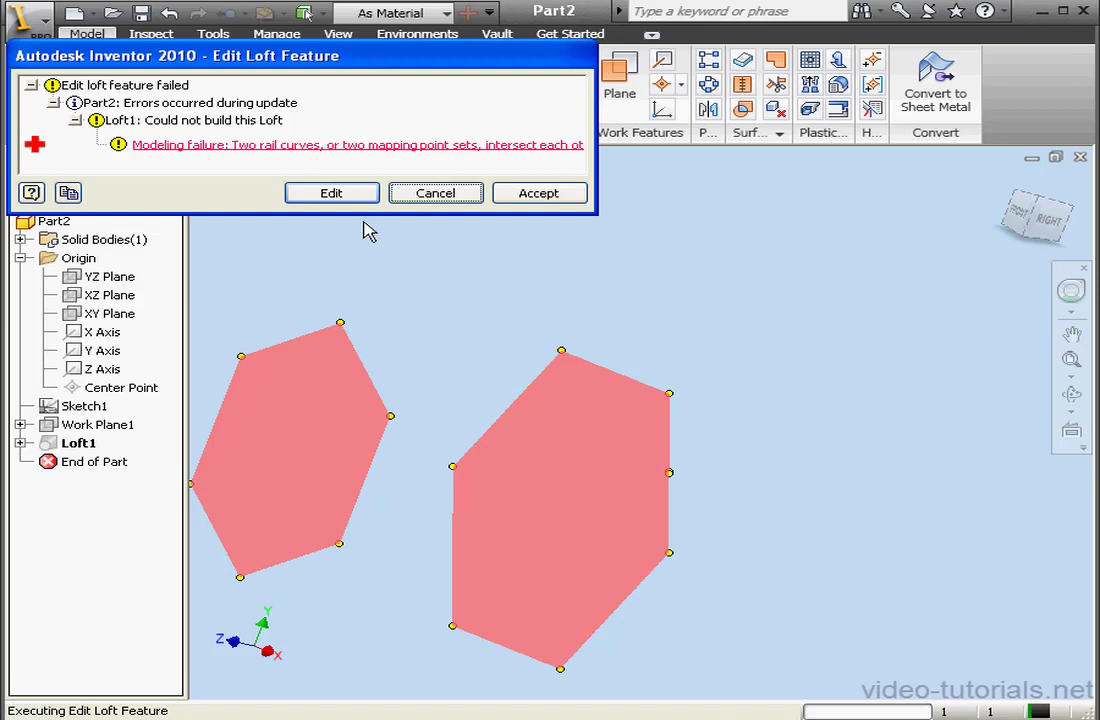 PRO
As Material
Part2
Type a keyword or phrase
Model
Inspect
Tools
Manage
View
Environments
Vault
Get Started
Autodesk Inventor 2010 - Edit Loft Feature
Edit loft feature failed
Part2: Errors occurred during update
Loft1: Could not build this Loft
Modeling failure: Two rail curves, or two mapping point sets, intersect each ot
Edit
Cancel
Accept
Plane
Work Features
P...
Surf...
Plastic...
H...
Convert to
Sheet Metal
Convert
Part2
Solid Bodies(1)
Origin
YZ Plane
XZ Plane
XY Plane
X Axis
Y Axis
Z Axis
Center Point
Sketch1
Work Plane1
Loft1
End of Part
FRONT
RIGHT
Y
Z
X
video-tutorials.net
Executing Edit Loft Feature
1
1